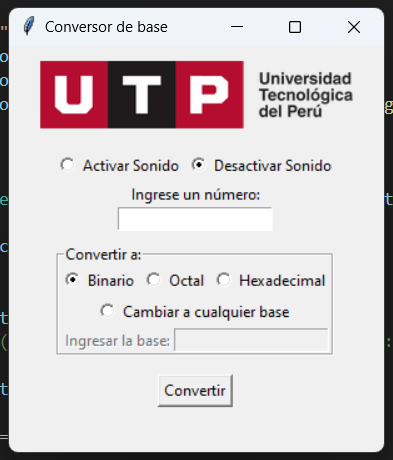 Conversor de base
UTP
Universidad
Tecnológica
del Perú
Activar Sonido Desactivar Sonido
Ingrese un número:
Convertir a:
Binario Octal Hexadecimal
Cambiar a cualquier base
Ingresar la base:
Convertir